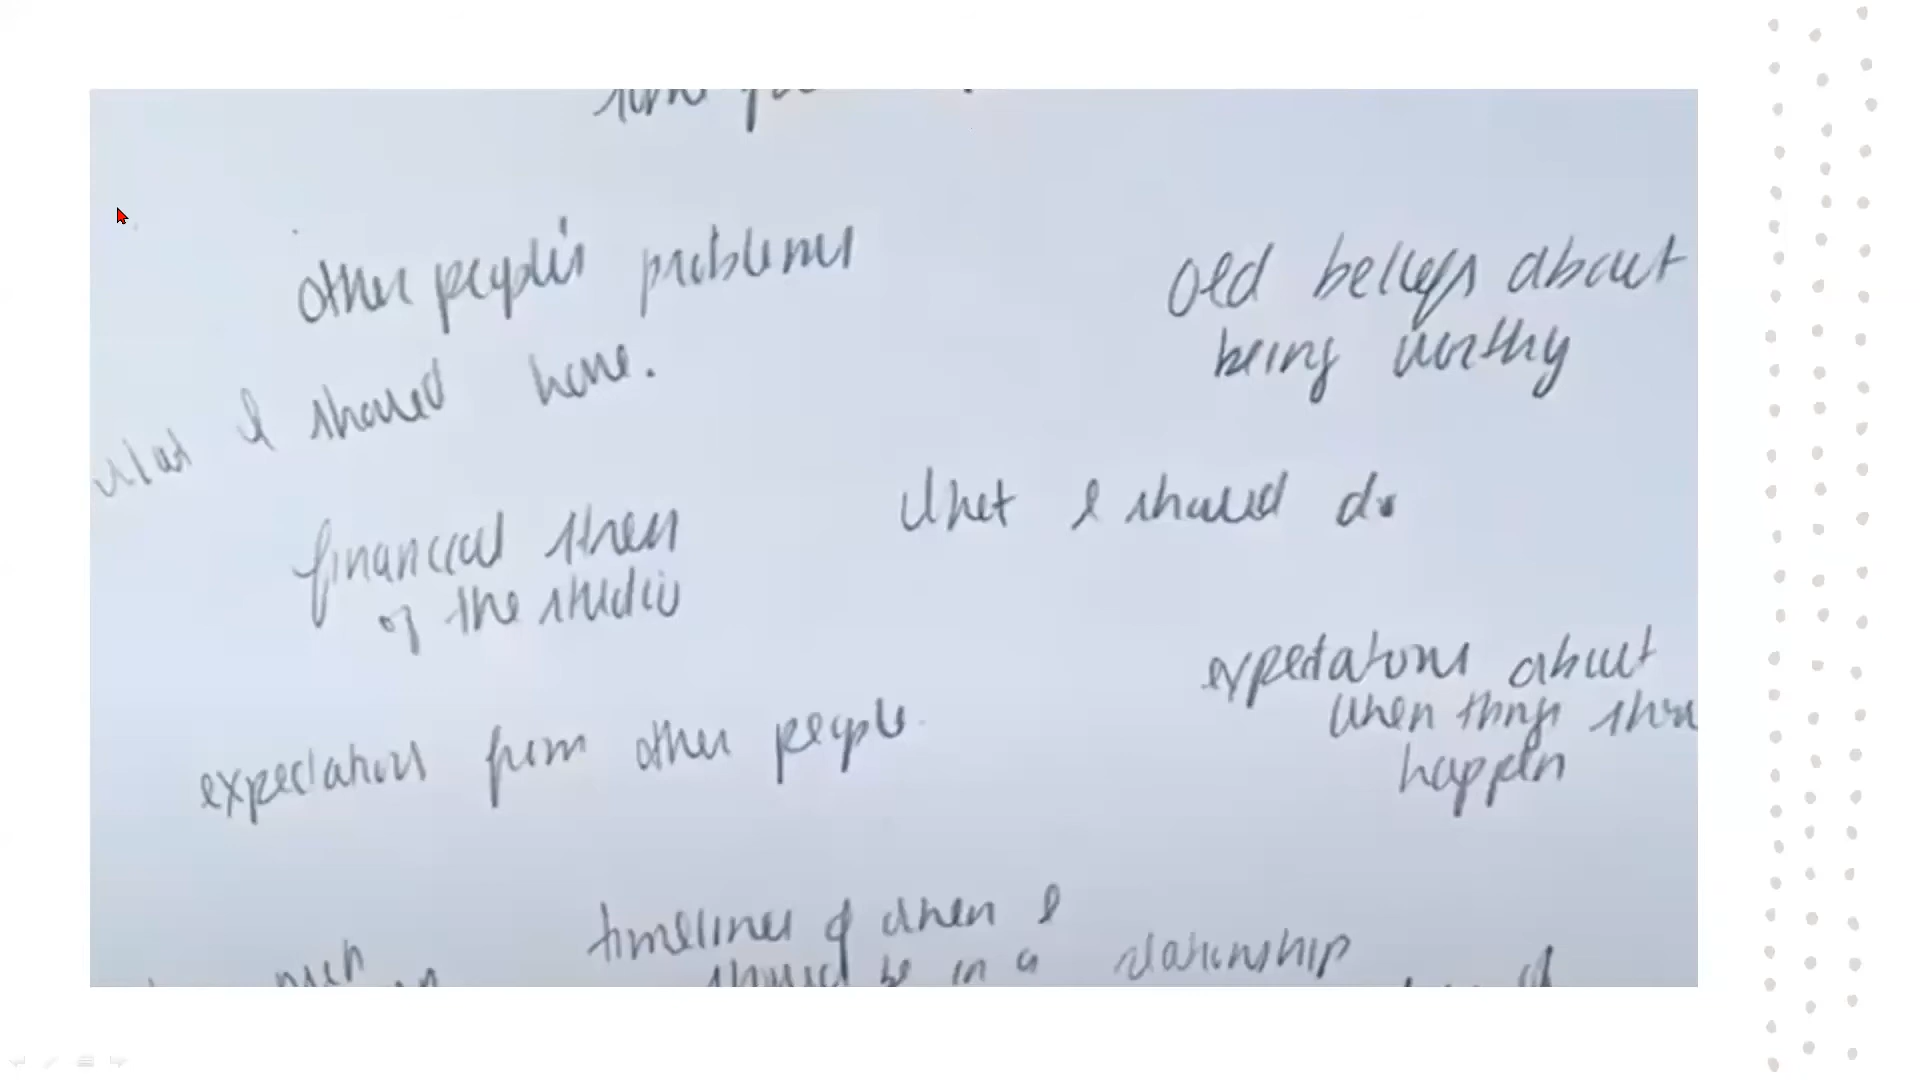 other people's problems
what I should have.
old beliefs about
being worthy
financial stress
of the studio
what I should do
expectations from other people.
expectations about
when things
happen
timelines of when I
should be in a relationship
much